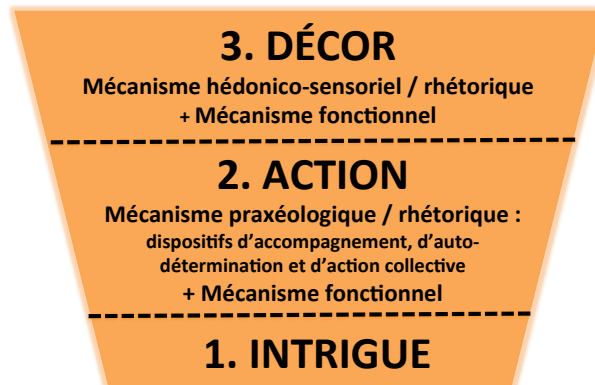 3. DÉCOR
Mécanisme hédonico-sensoriel / rhétorique
+ Mécanisme fonctionnel
2. ACTION
Mécanisme praxéologique / rhétorique :
dispositifs d’accompagnement, d’auto-
détermination et d’action collective
+ Mécanisme fonctionnel
1. INTRIGUE